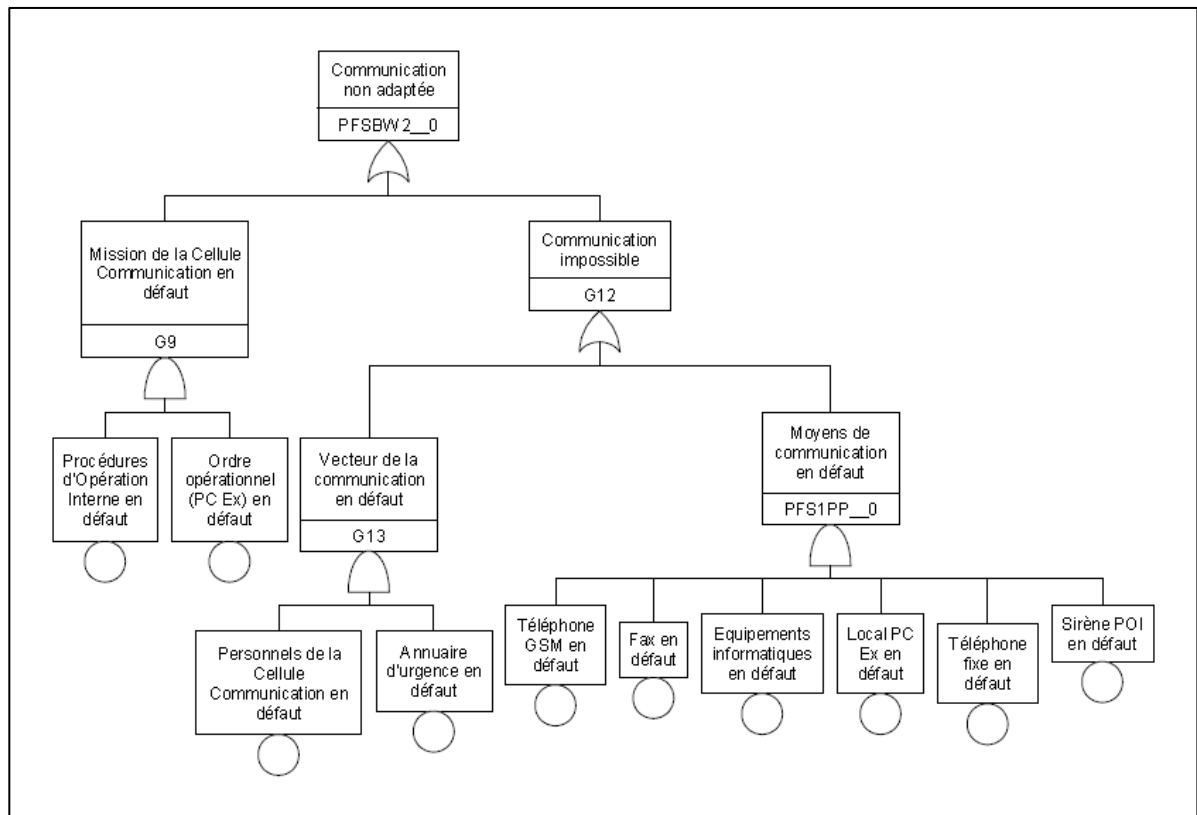 Communication
non adaptée
PFSBW2__0
Mission de la Cellule
Communication en
défaut
G9
Communication
impossible
G12
Procédures
d'Opération
Interne en
défaut
Ordre
opérationnel
(PC Ex) en
défaut
Vecteur de la
communication
en défaut
G13
Moyens de
communication
en défaut
PFS1PP__0
Personnels de la
Cellule
Communication en
défaut
Annuaire
d'urgence en
défaut
Téléphone
GSM en
défaut
Fax en
défaut
Equipements
informatiques
en défaut
Local PC
Ex en
défaut
Téléphone
fixe en
défaut
Sirène POI
en défaut